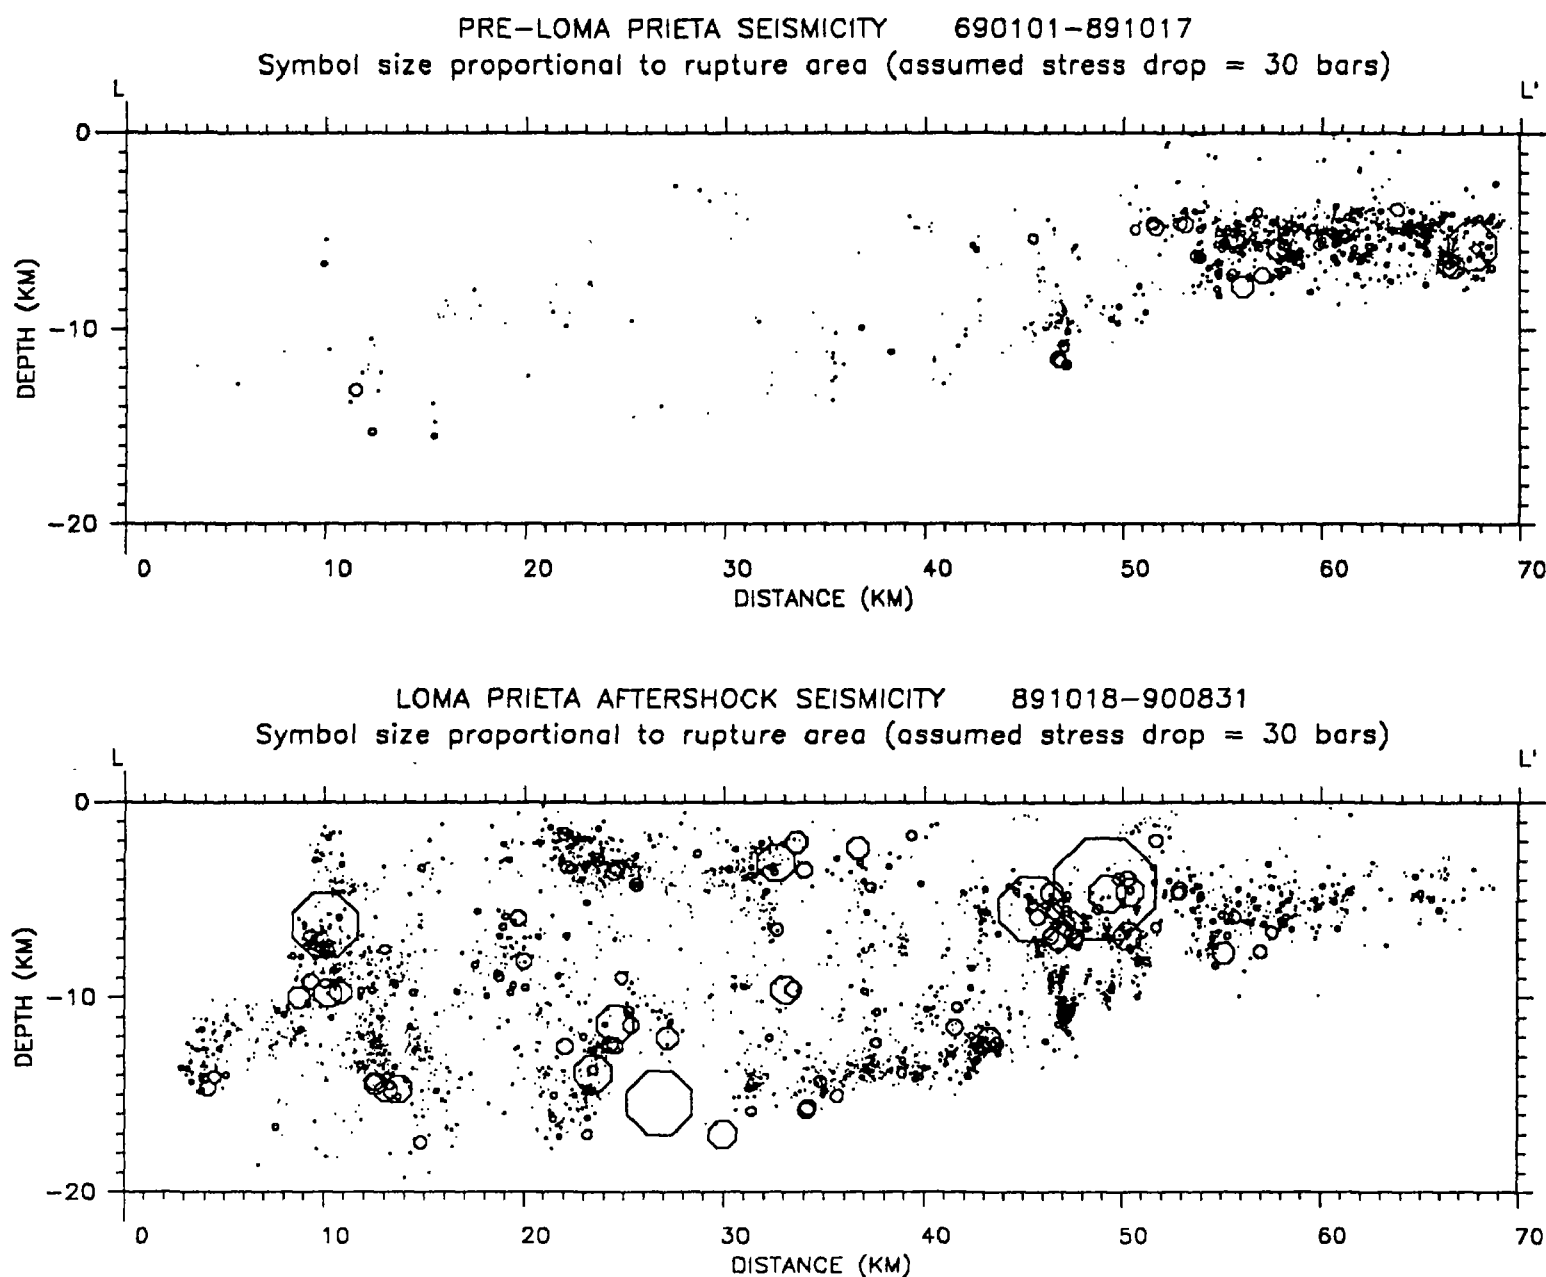 PRE-LOMA PRIETA SEISMICITY 690101-891017
Symbol size proportional to rupture area (assumed stress drop = 30 bars)
L L'
0
-10
-20
DEPTH (KM)
0 10 20 30 40 50 60 70
DISTANCE (KM)
LOMA PRIETA AFTERSHOCK SEISMICITY 891018-900831
Symbol size proportional to rupture area (assumed stress drop = 30 bars)
L L'
0
-10
-20
DEPTH (KM)
0 10 20 30 40 50 60 70
DISTANCE (KM)